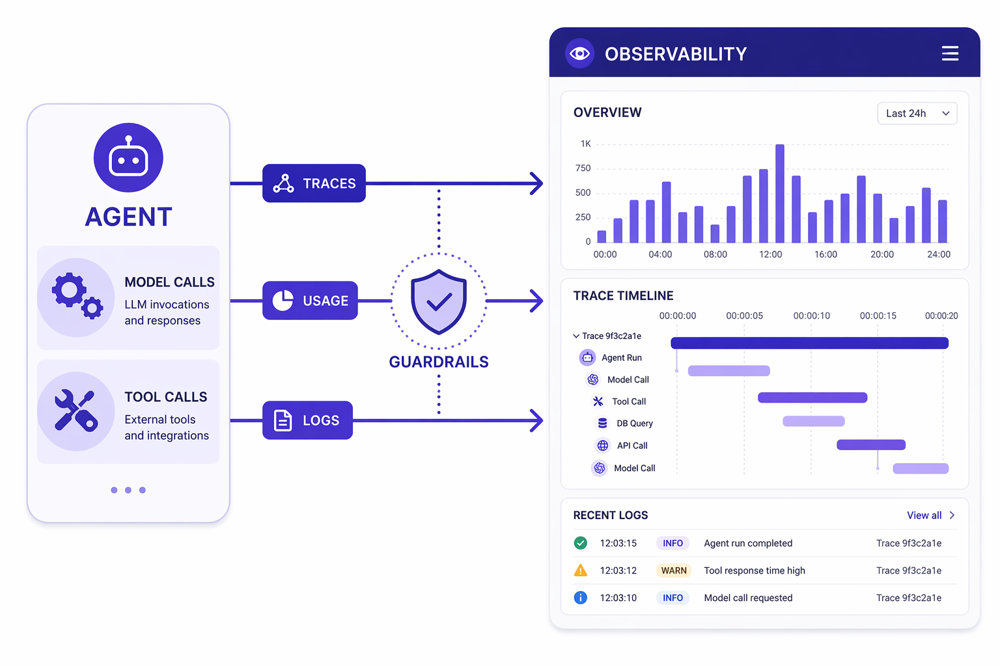 AGENT
MODEL CALLS
LLM invocations
and responses
TOOL CALLS
External tools
and integrations
TRACES
USAGE
GUARDRAILS
LOGS
OBSERVABILITY
OVERVIEW
Last 24h
1K
750
500
250
0
00:00 04:00 08:00 12:00 16:00 20:00 24:00
TRACE TIMELINE
00:00:00 00:00:05 00:00:10 00:00:15 00:00:20
Trace 9f3c2a1e
Agent Run
Model Call
Tool Call
DB Query
API Call
Model Call
RECENT LOGS View all
12:03:15 INFO Agent run completed Trace 9f3c2a1e
12:03:12 WARN Tool response time high Trace 9f3c2a1e
12:03:10 INFO Model call requested Trace 9f3c2a1e